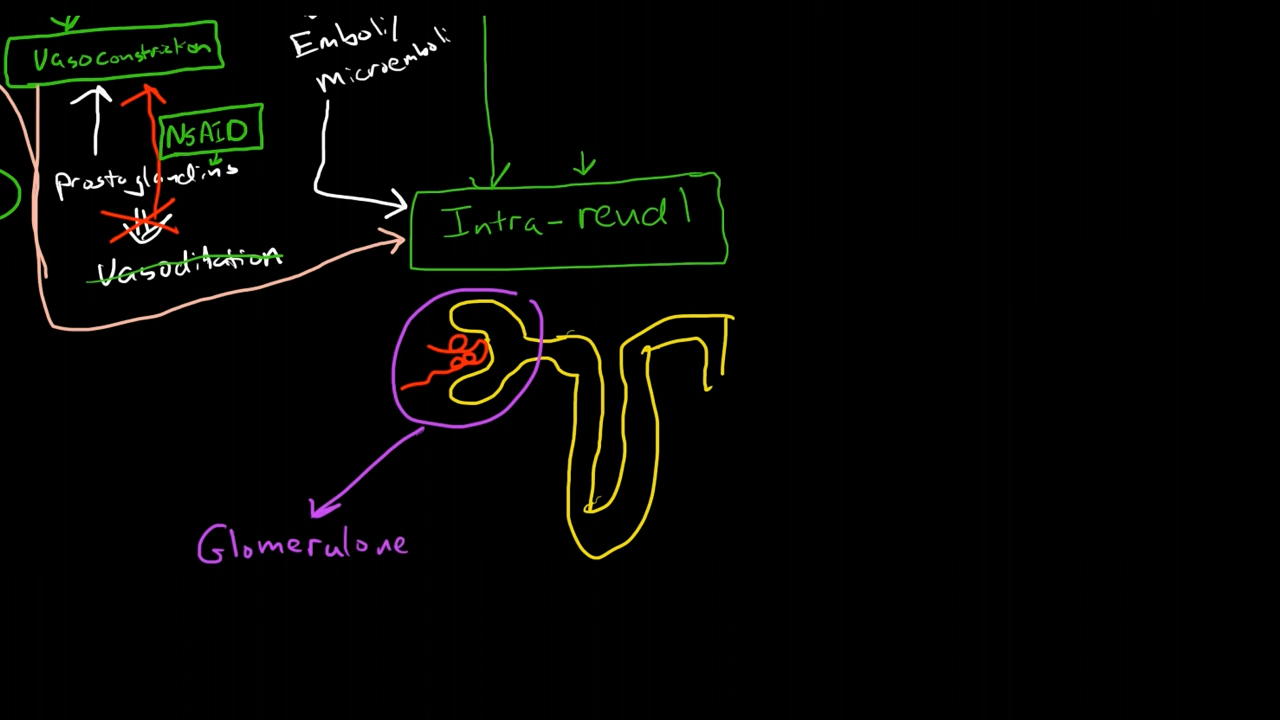 Vasoconstriction
Emboli/
microemboli
NSAID
prostaglandins
Vasodilation
Intra-renal
Glomerulone